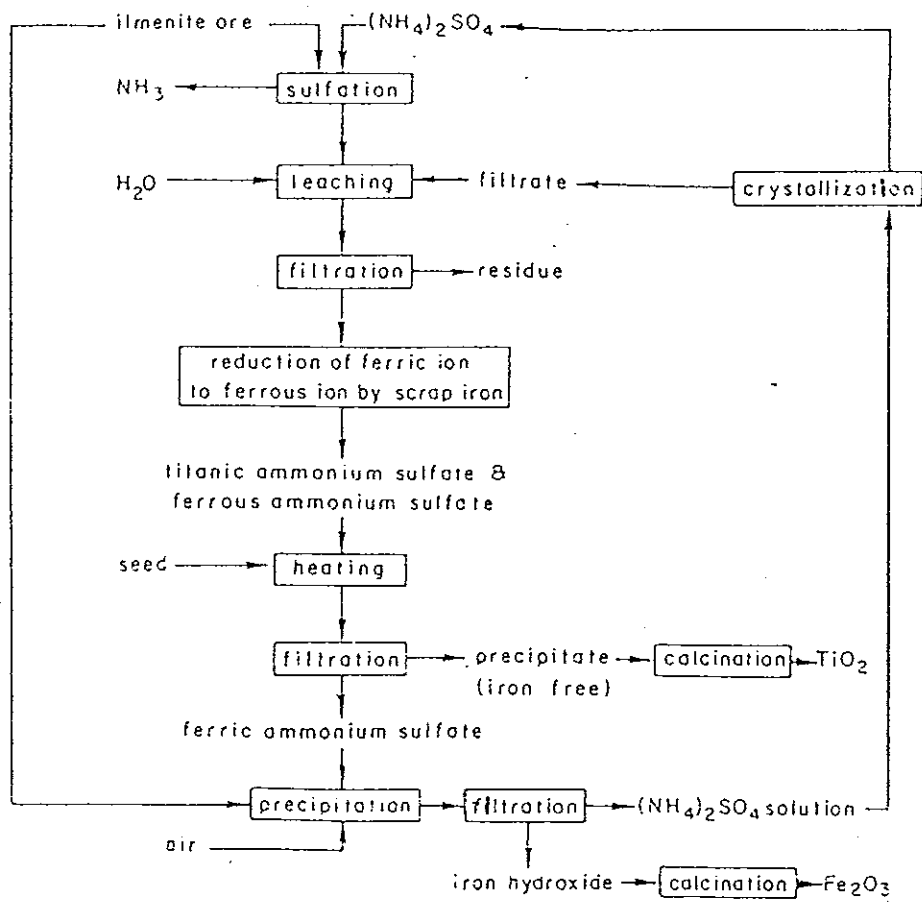 ilmenite ore
(NH4)2SO4
NH3
sulfation
H2O
leaching
filtrate
crystallization
filtration
residue
reduction of ferric ion
to ferrous ion by scrap iron
titanic ammonium sulfate &
ferrous ammonium sulfate
seed
heating
filtration
precipitate
(iron free)
calcination
TiO2
ferric ammonium sulfate
precipitation
filtration
(NH4)2SO4 solution
air
iron hydroxide
calcination
Fe2O3